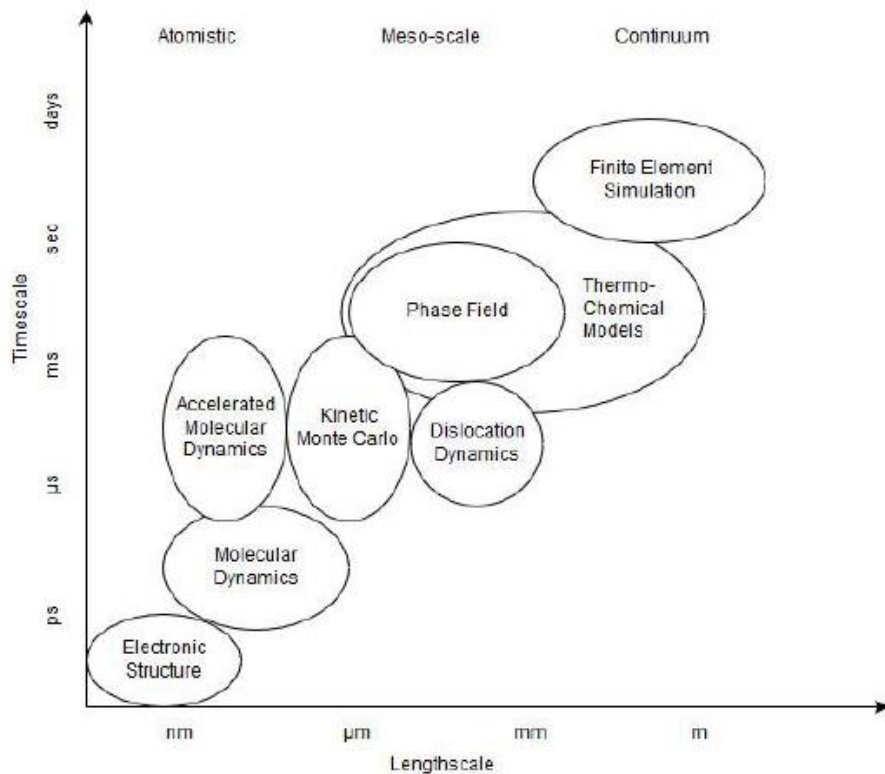 Atomistic
Meso-scale
Continuum
days
sec
ms
µs
ps
Timescale
Finite Element
Simulation
Phase Field
Thermo-
Chemical
Models
Accelerated
Molecular
Dynamics
Kinetic
Monte Carlo
Dislocation
Dynamics
Molecular
Dynamics
Electronic
Structure
nm
µm
mm
m
Lengthscale